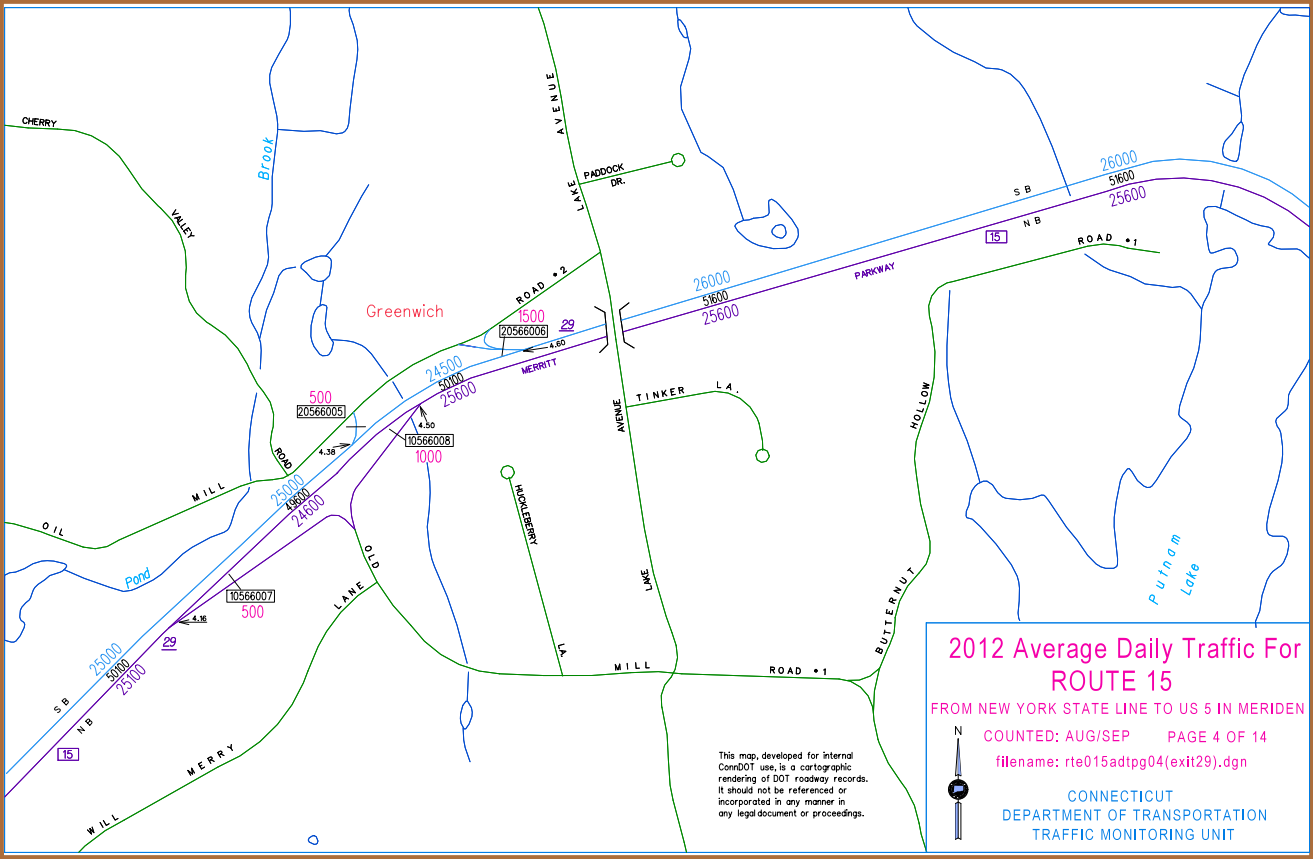 CHERRY
VALLEY
ROAD
Brook
AVENUE
LAKE
PADDOCK
DR.
26000
51600
25600
S B
N B
15
ROAD #1
PARKWAY
26000
51600
25600
ROAD #2
Greenwich
1500
20566006
29
4.60
MERRITT
24500
50100
25600
500
20566005
4.38
4.50
10566008
1000
TINKER LA.
AVENUE
LAKE
HOLLOW
BUTTERNUT
HUCKLEBERRY
LA.
OIL MILL
25000
49600
24600
Pond
OLD
LANE
10566007
500
4.16
29
25000
50100
25100
S B
N B
15
MERRY
WILL
MILL ROAD #1
Putnam
Lake
This map, developed for internal
ConnDOT use, is a cartographic
rendering of DOT roadway records.
It should not be referenced or
incorporated in any manner in
any legal document or proceedings.
2012 Average Daily Traffic For
ROUTE 15
FROM NEW YORK STATE LINE TO US 5 IN MERIDEN
N
COUNTED: AUG/SEP PAGE 4 OF 14
filename: rte015adtpg04(exit29).dgn
CONNECTICUT
DEPARTMENT OF TRANSPORTATION
TRAFFIC MONITORING UNIT